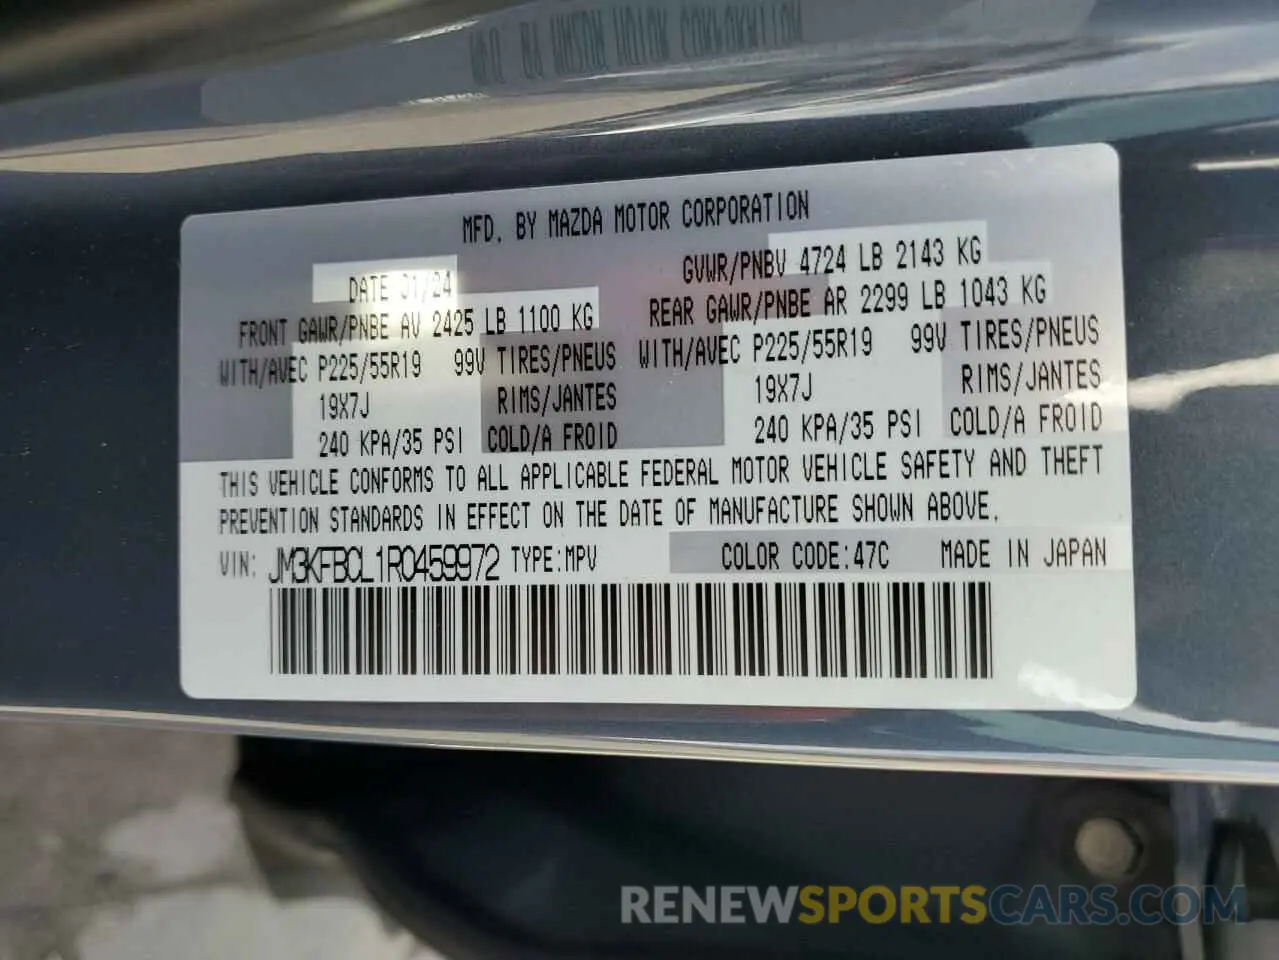 MFD. BY MAZDA MOTOR CORPORATION
DATE 01/24 GVWR/PNBV 4724 LB 2143 KG
FRONT GAWR/PNBE AV 2425 LB 1100 KG REAR GAWR/PNBE AR 2299 LB 1043 KG
WITH/AVEC P225/55R19 99V TIRES/PNEUS WITH/AVEC P225/55R19 99V TIRES/PNEUS
19X7J RIMS/JANTES 19X7J RIMS/JANTES
240 KPA/35 PSI COLD/A FROID 240 KPA/35 PSI COLD/A FROID
THIS VEHICLE CONFORMS TO ALL APPLICABLE FEDERAL MOTOR VEHICLE SAFETY AND THEFT
PREVENTION STANDARDS IN EFFECT ON THE DATE OF MANUFACTURE SHOWN ABOVE.
VIN: JM3KFBCL1R0459972 TYPE:MPV COLOR CODE:47C MADE IN JAPAN
RENEWSPORTSCARS.COM